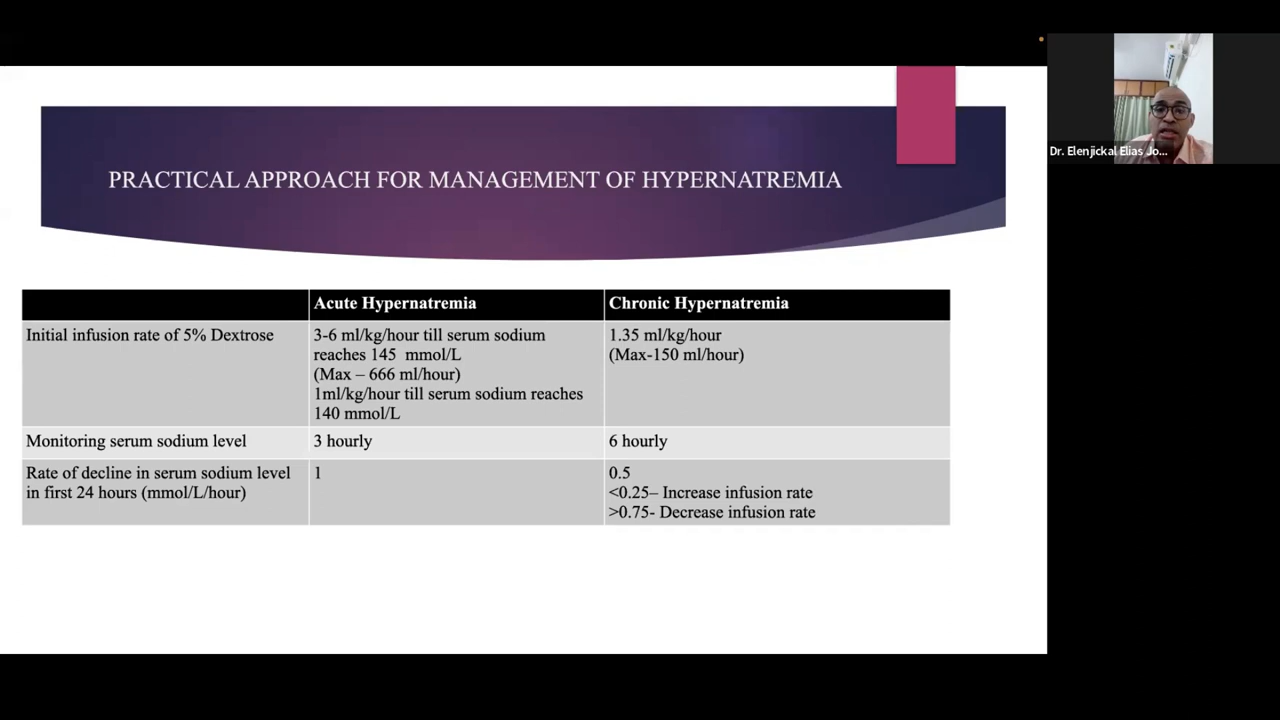 PRACTICAL APPROACH FOR MANAGEMENT OF HYPERNATREMIA
Acute Hypernatremia
Chronic Hypernatremia
Initial infusion rate of 5% Dextrose
3-6 ml/kg/hour till serum sodium
reaches 145 mmol/L
(Max – 666 ml/hour)
1ml/kg/hour till serum sodium reaches
140 mmol/L
1.35 ml/kg/hour
(Max-150 ml/hour)
Monitoring serum sodium level
3 hourly
6 hourly
Rate of decline in serum sodium level
in first 24 hours (mmol/L/hour)
1
0.5
<0.25– Increase infusion rate
>0.75- Decrease infusion rate
Dr. Elenjickal Elias Jo...